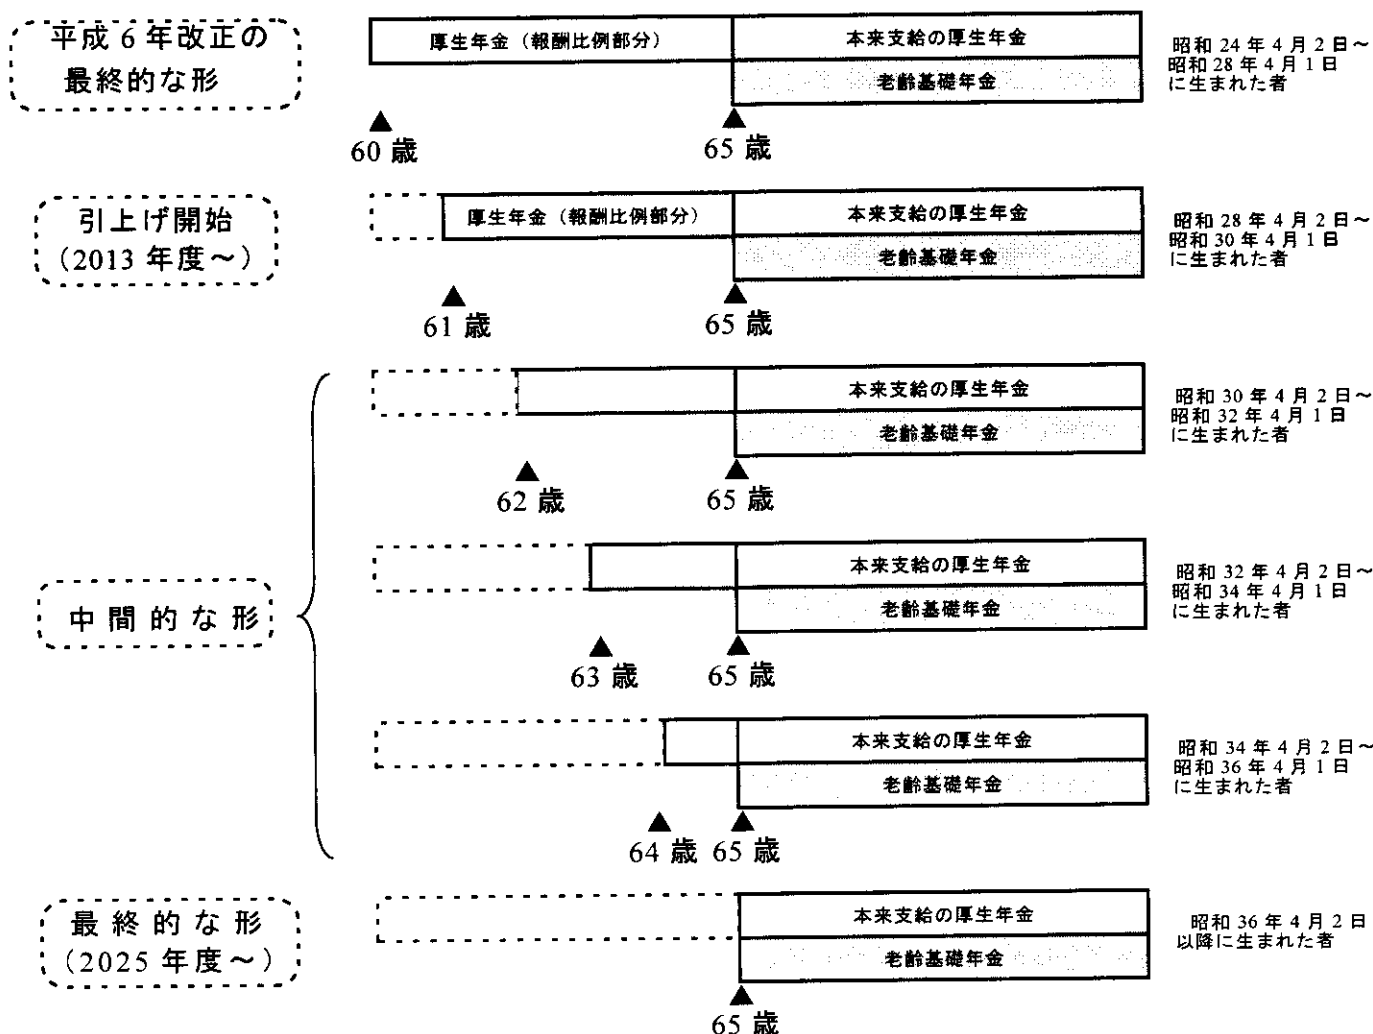 平成6年改正の
最終的な形
厚生年金（報酬比例部分）
本来支給の厚生年金
老齢基礎年金
昭和24年4月2日～
昭和28年4月1日
に生まれた者
▲
60歳
▲
65歳
引上げ開始
（2013年度～）
厚生年金（報酬比例部分）
本来支給の厚生年金
老齢基礎年金
昭和28年4月2日～
昭和30年4月1日
に生まれた者
▲
61歳
▲
65歳
中間的な形
本来支給の厚生年金
老齢基礎年金
昭和30年4月2日～
昭和32年4月1日
に生まれた者
▲
62歳
▲
65歳
本来支給の厚生年金
老齢基礎年金
昭和32年4月2日～
昭和34年4月1日
に生まれた者
▲
63歳
▲
65歳
本来支給の厚生年金
老齢基礎年金
昭和34年4月2日～
昭和36年4月1日
に生まれた者
▲
64歳
▲
65歳
最終的な形
（2025年度～）
本来支給の厚生年金
老齢基礎年金
昭和36年4月2日
以降に生まれた者
▲
65歳